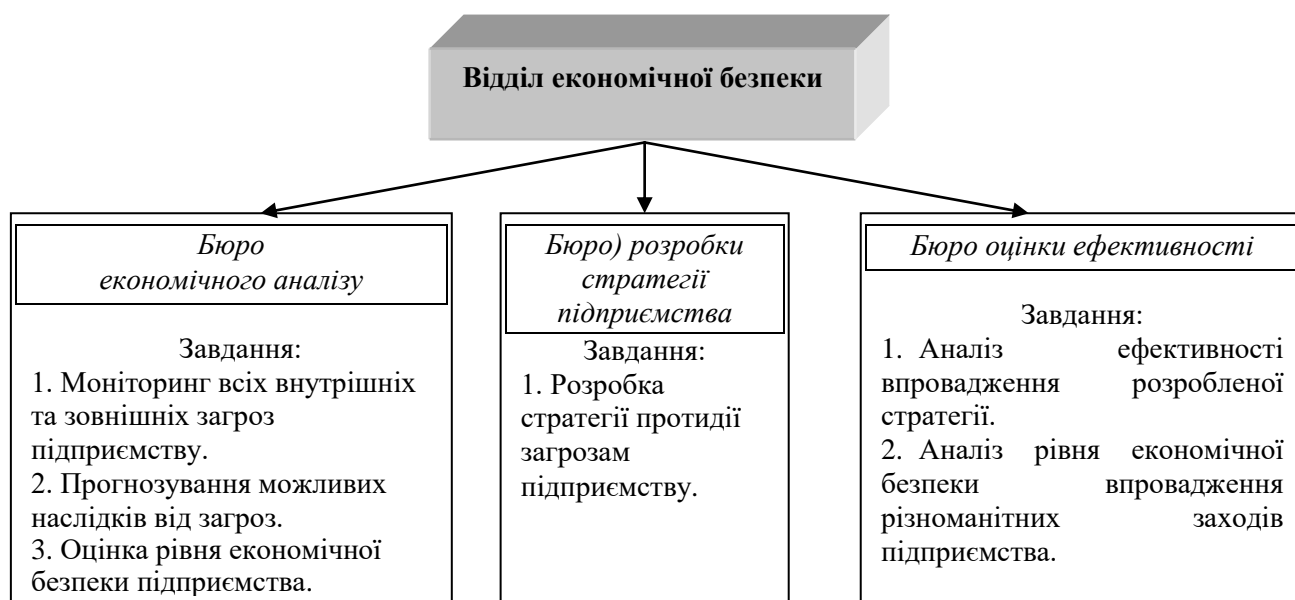 Відділ економічної безпеки
Бюро
економічного аналізу
Завдання:
1. Моніторинг всіх внутрішніх
та зовнішніх загроз
підприємству.
2. Прогнозування можливих
наслідків від загроз.
3. Оцінка рівня економічної
безпеки підприємства.
Бюро) розробки
стратегії
підприємства
Завдання:
1. Розробка
стратегії протидії
загрозам
підприємству.
Бюро оцінки ефективності
Завдання:
1. Аналіз ефективності
впровадження розробленої
стратегії.
2. Аналіз рівня економічної
безпеки впровадження
різноманітних заходів
підприємства.